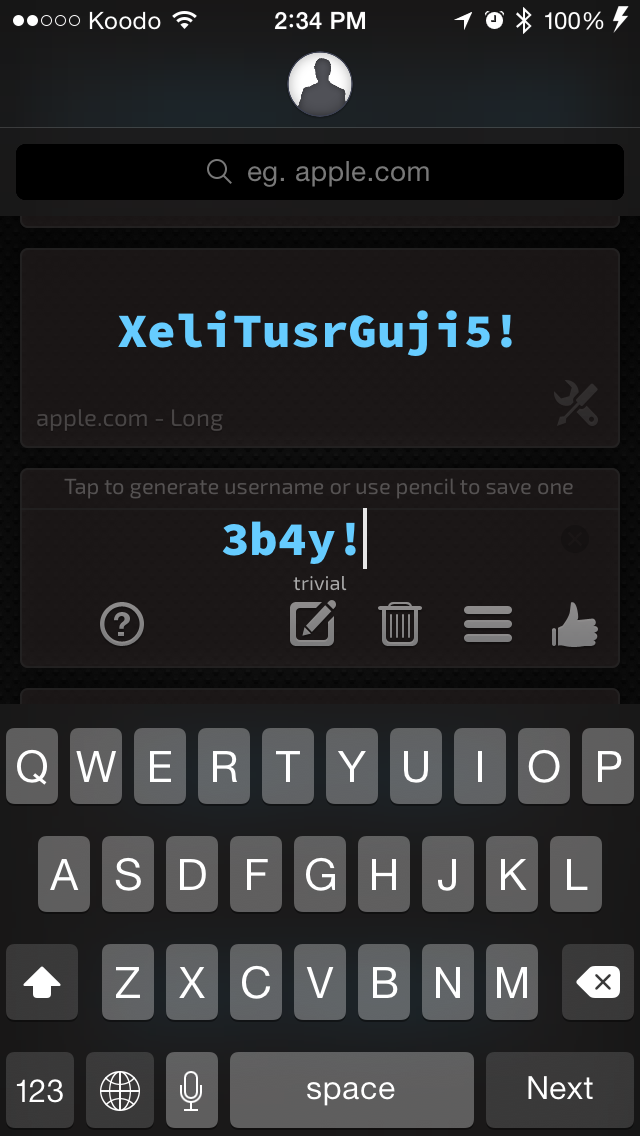 Koodo 2:34 PM 100%
eg. apple.com
XeliTusrGuji5!
apple.com - Long
Tap to generate username or use pencil to save one
3b4y!
trivial
?
Q W E R T Y U I O P
A S D F G H J K L
Z X C V B N M
123 space Next